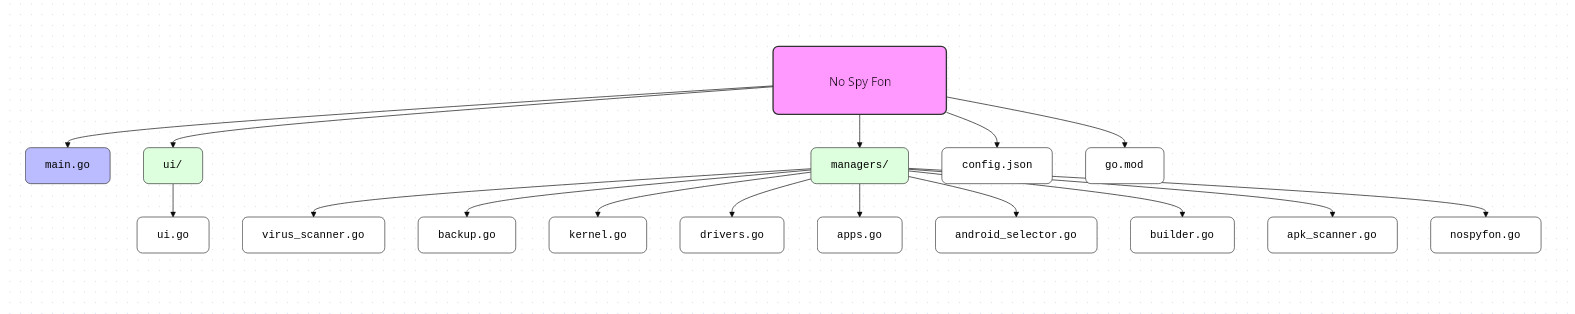 No Spy Fon
main.go
ui/
managers/
config.json
go.mod
ui.go
virus_scanner.go
backup.go
kernel.go
drivers.go
apps.go
android_selector.go
builder.go
apk_scanner.go
nospyfon.go